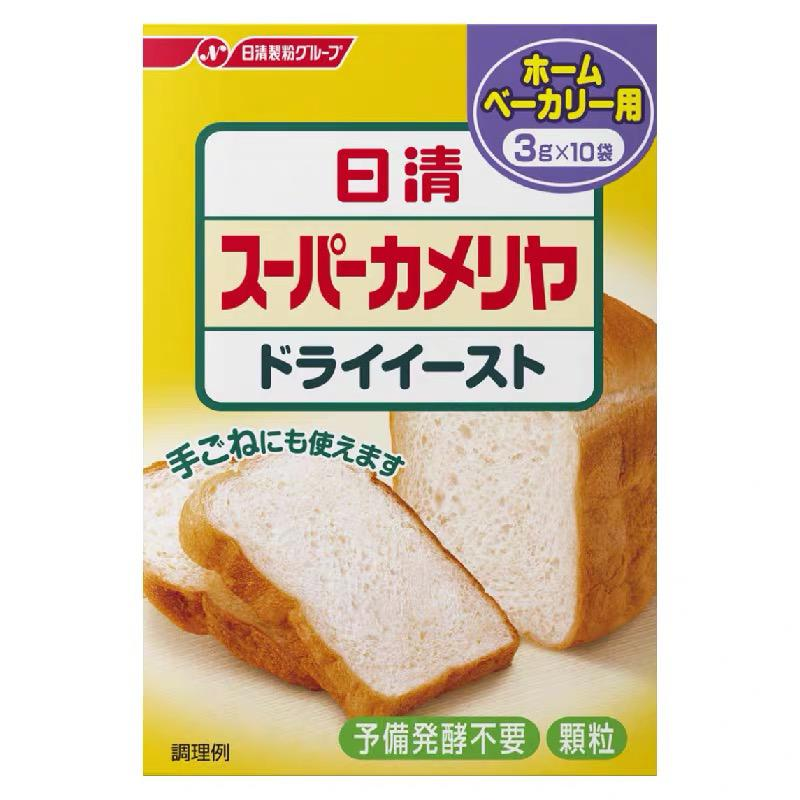 N 日清製粉グループ
ホーム
ベーカリー用
3g×10袋
日清
スーパーカメリヤ
ドライイースト
手ごねにも使えます
予備発酵不要 顆粒
調理例